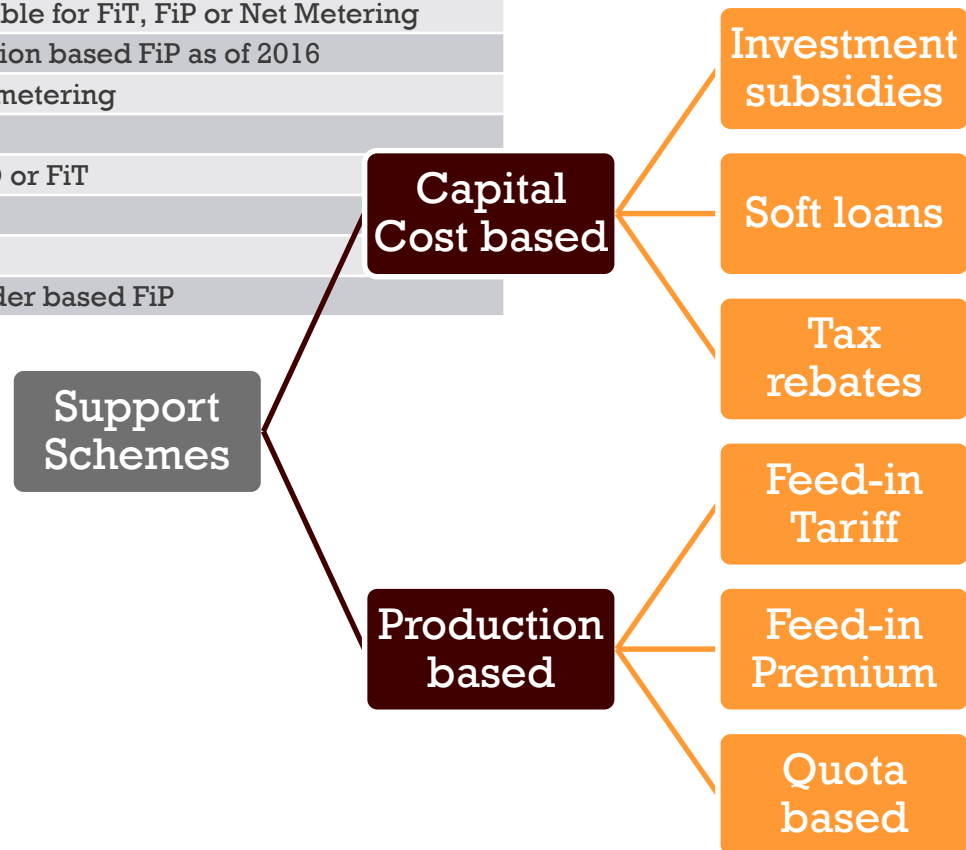 ble for FiT, FiP or Net Metering
ion based FiP as of 2016
metering
or FiT
der based FiP
Support
Schemes
Capital
Cost based
Investment
subsidies
Soft loans
Tax
rebates
Production
based
Feed-in
Tariff
Feed-in
Premium
Quota
based